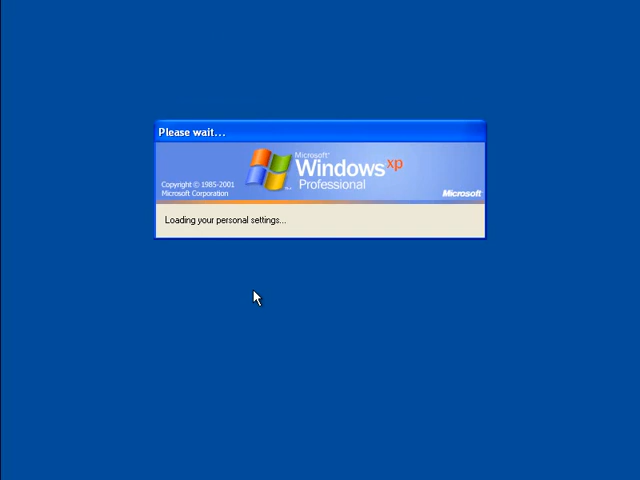 Please wait...
Microsoft®
Windows xp
Professional
Copyright © 1985-2001
Microsoft Corporation
Microsoft
Loading your personal settings...